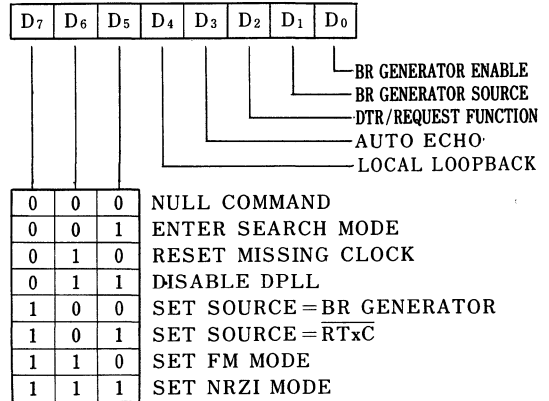 D7 D6 D5 D4 D3 D2 D1 D0
BR GENERATOR ENABLE
BR GENERATOR SOURCE
DTR/REQUEST FUNCTION
AUTO ECHO
LOCAL LOOPBACK
0 0 0 NULL COMMAND
0 0 1 ENTER SEARCH MODE
0 1 0 RESET MISSING CLOCK
0 1 1 DISABLE DPLL
1 0 0 SET SOURCE=BR GENERATOR
1 0 1 SET SOURCE=R̅T̅x̅C̅
1 1 0 SET FM MODE
1 1 1 SET NRZI MODE